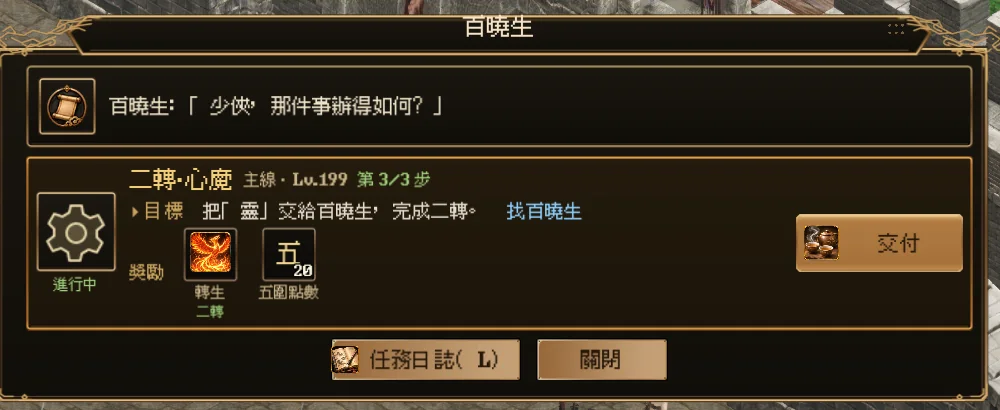 百曉生
百曉生:「 少俠, 那件事辦得如何? 」
二轉·心魔 主線 · Lv.199 第 3/3 步
目標 把「 靈」交給百曉生, 完成二轉。 找百曉生
進行中
獎勵
20
五
轉生
二轉
五圍點數
交付
任務日誌( L)
關閉